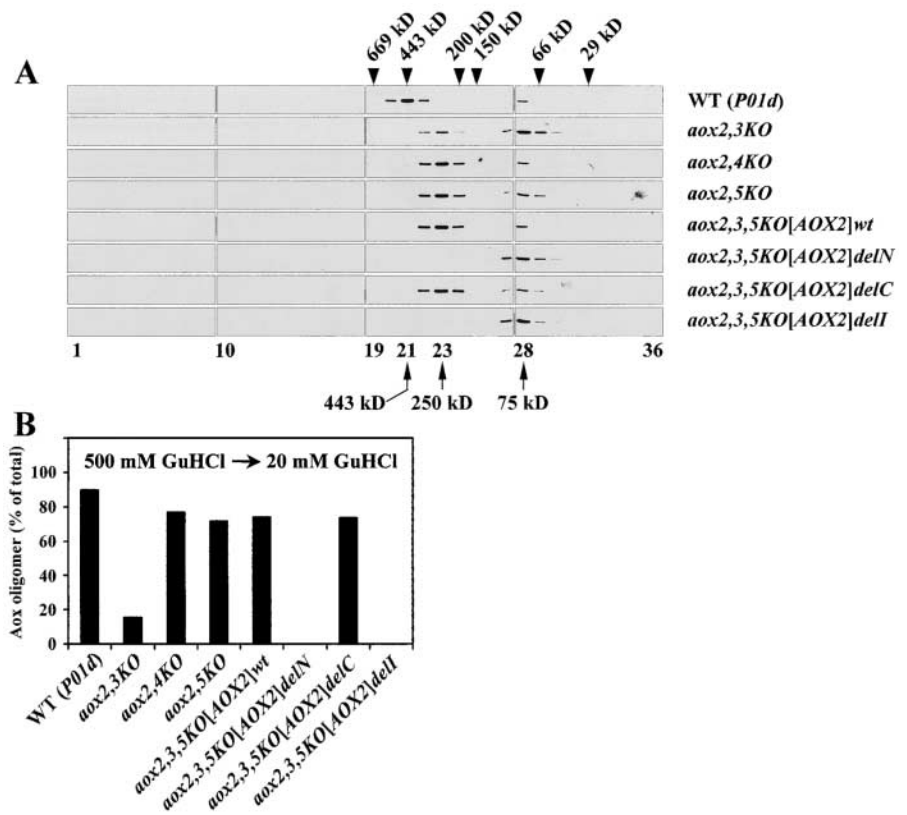 A
669 kD
443 kD
200 kD
150 kD
66 kD
29 kD
WT (P01d)
aox2,3KO
aox2,4KO
aox2,5KO
aox2,3,5KO[AOX2]wt
aox2,3,5KO[AOX2]delN
aox2,3,5KO[AOX2]delC
aox2,3,5KO[AOX2]delI
1 10 19 21 23 28 36
443 kD 250 kD 75 kD
B
500 mM GuHCl → 20 mM GuHCl
Aox oligomer (% of total)
100
80
60
40
20
0
WT (P01d)
aox2,3KO
aox2,4KO
aox2,5KO
aox2,3,5KO[AOX2]wt
aox2,3,5KO[AOX2]delN
aox2,3,5KO[AOX2]delC
aox2,3,5KO[AOX2]delI